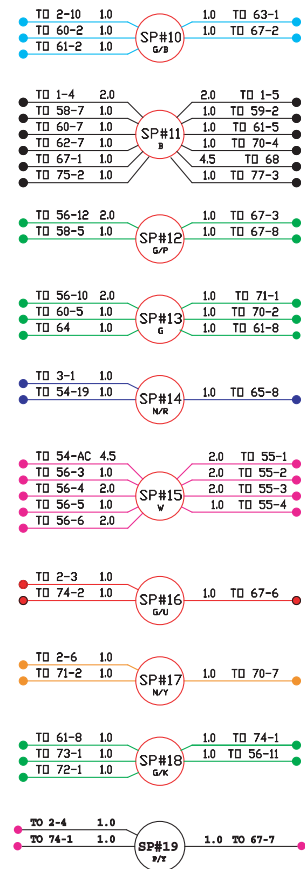 TO 2-10 1.0 1.0 TO 63-1
TO 60-2 1.0 1.0 TO 67-2
TO 61-2 1.0
SP#10
G/B
TO 1-4 2.0 2.0 TO 1-5
TO 58-7 1.0 1.0 TO 59-2
TO 60-7 1.0 1.0 TO 61-5
TO 62-7 1.0 1.0 TO 70-4
TO 67-1 1.0 4.5 TO 68
TO 75-2 1.0 1.0 TO 77-3
SP#11
B
TO 56-12 2.0 1.0 TO 67-3
TO 58-5 1.0 1.0 TO 67-8
SP#12
G/P
TO 56-10 2.0 1.0 TO 71-1
TO 60-5 1.0 1.0 TO 70-2
TO 64 1.0 1.0 TO 61-8
SP#13
G
TO 3-1 1.0
TO 54-19 1.0 1.0 TO 65-8
SP#14
N/R
TO 54-AC 4.5 2.0 TO 55-1
TO 56-3 1.0 2.0 TO 55-2
TO 56-4 2.0 2.0 TO 55-3
TO 56-5 1.0 1.0 TO 55-4
TO 56-6 2.0
SP#15
W
TO 2-3 1.0
TO 74-2 1.0 1.0 TO 67-6
SP#16
G/U
TO 2-6 1.0
TO 71-2 1.0 1.0 TO 70-7
SP#17
N/Y
TO 61-8 1.0 1.0 TO 74-1
TO 73-1 1.0 1.0 TO 56-11
TO 72-1 1.0
SP#18
G/K
TO 2-4 1.0
TO 74-1 1.0 1.0 TO 67-7
SP#19
P/Y